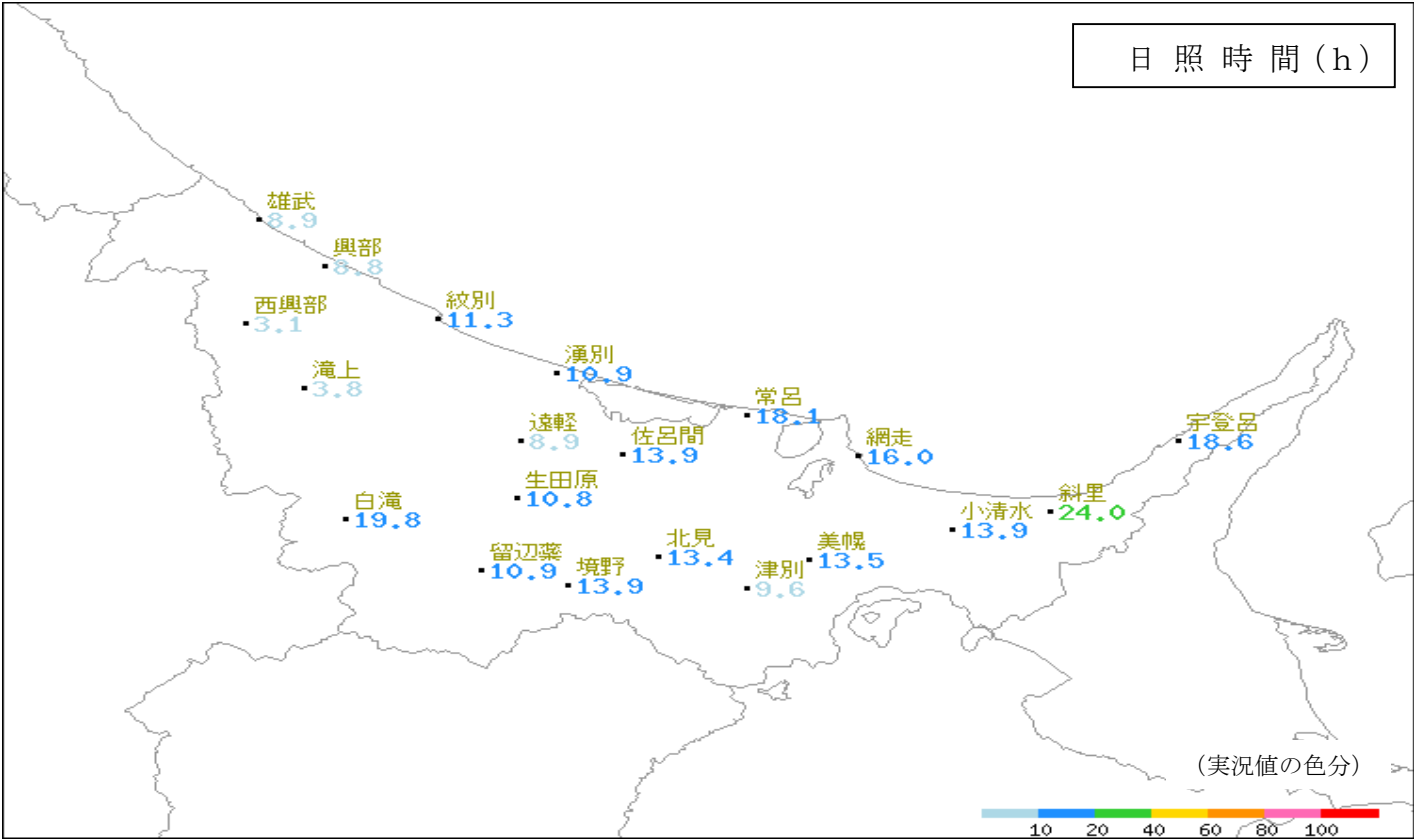 日照時間(h)
雄武
8.9
興部
8.8
西興部
3.1
紋別
11.3
滝上
3.8
湧別
10.9
常呂
18.1
遠軽
8.9
佐呂間
13.9
網走
16.0
宇登呂
18.6
生田原
10.8
白滝
19.8
斜里
24.0
小清水
13.9
北見
13.4
美幌
13.5
留辺蘂
10.9
境野
13.9
津別
9.6
(実況値の色分)
10 20 40 60 80 100